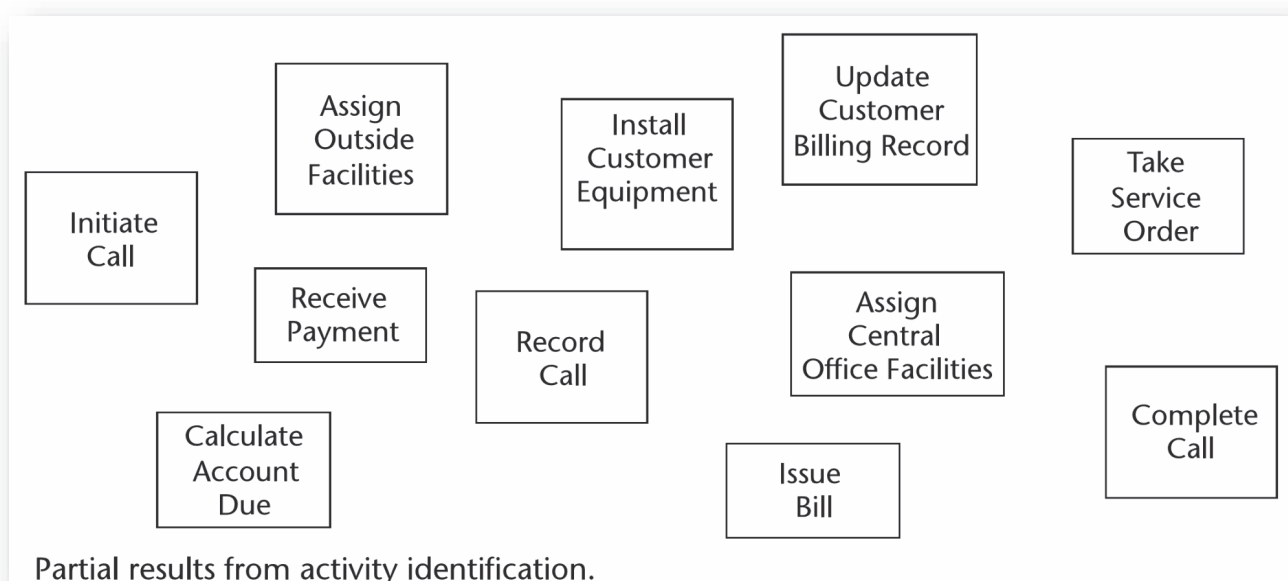 Update
Customer
Billing Record
Assign
Outside
Facilities
Install
Customer
Equipment
Take
Service
Order
Initiate
Call
Receive
Payment
Record
Call
Assign
Central
Office Facilities
Complete
Call
Calculate
Account
Due
Issue
Bill
Partial results from activity identification.